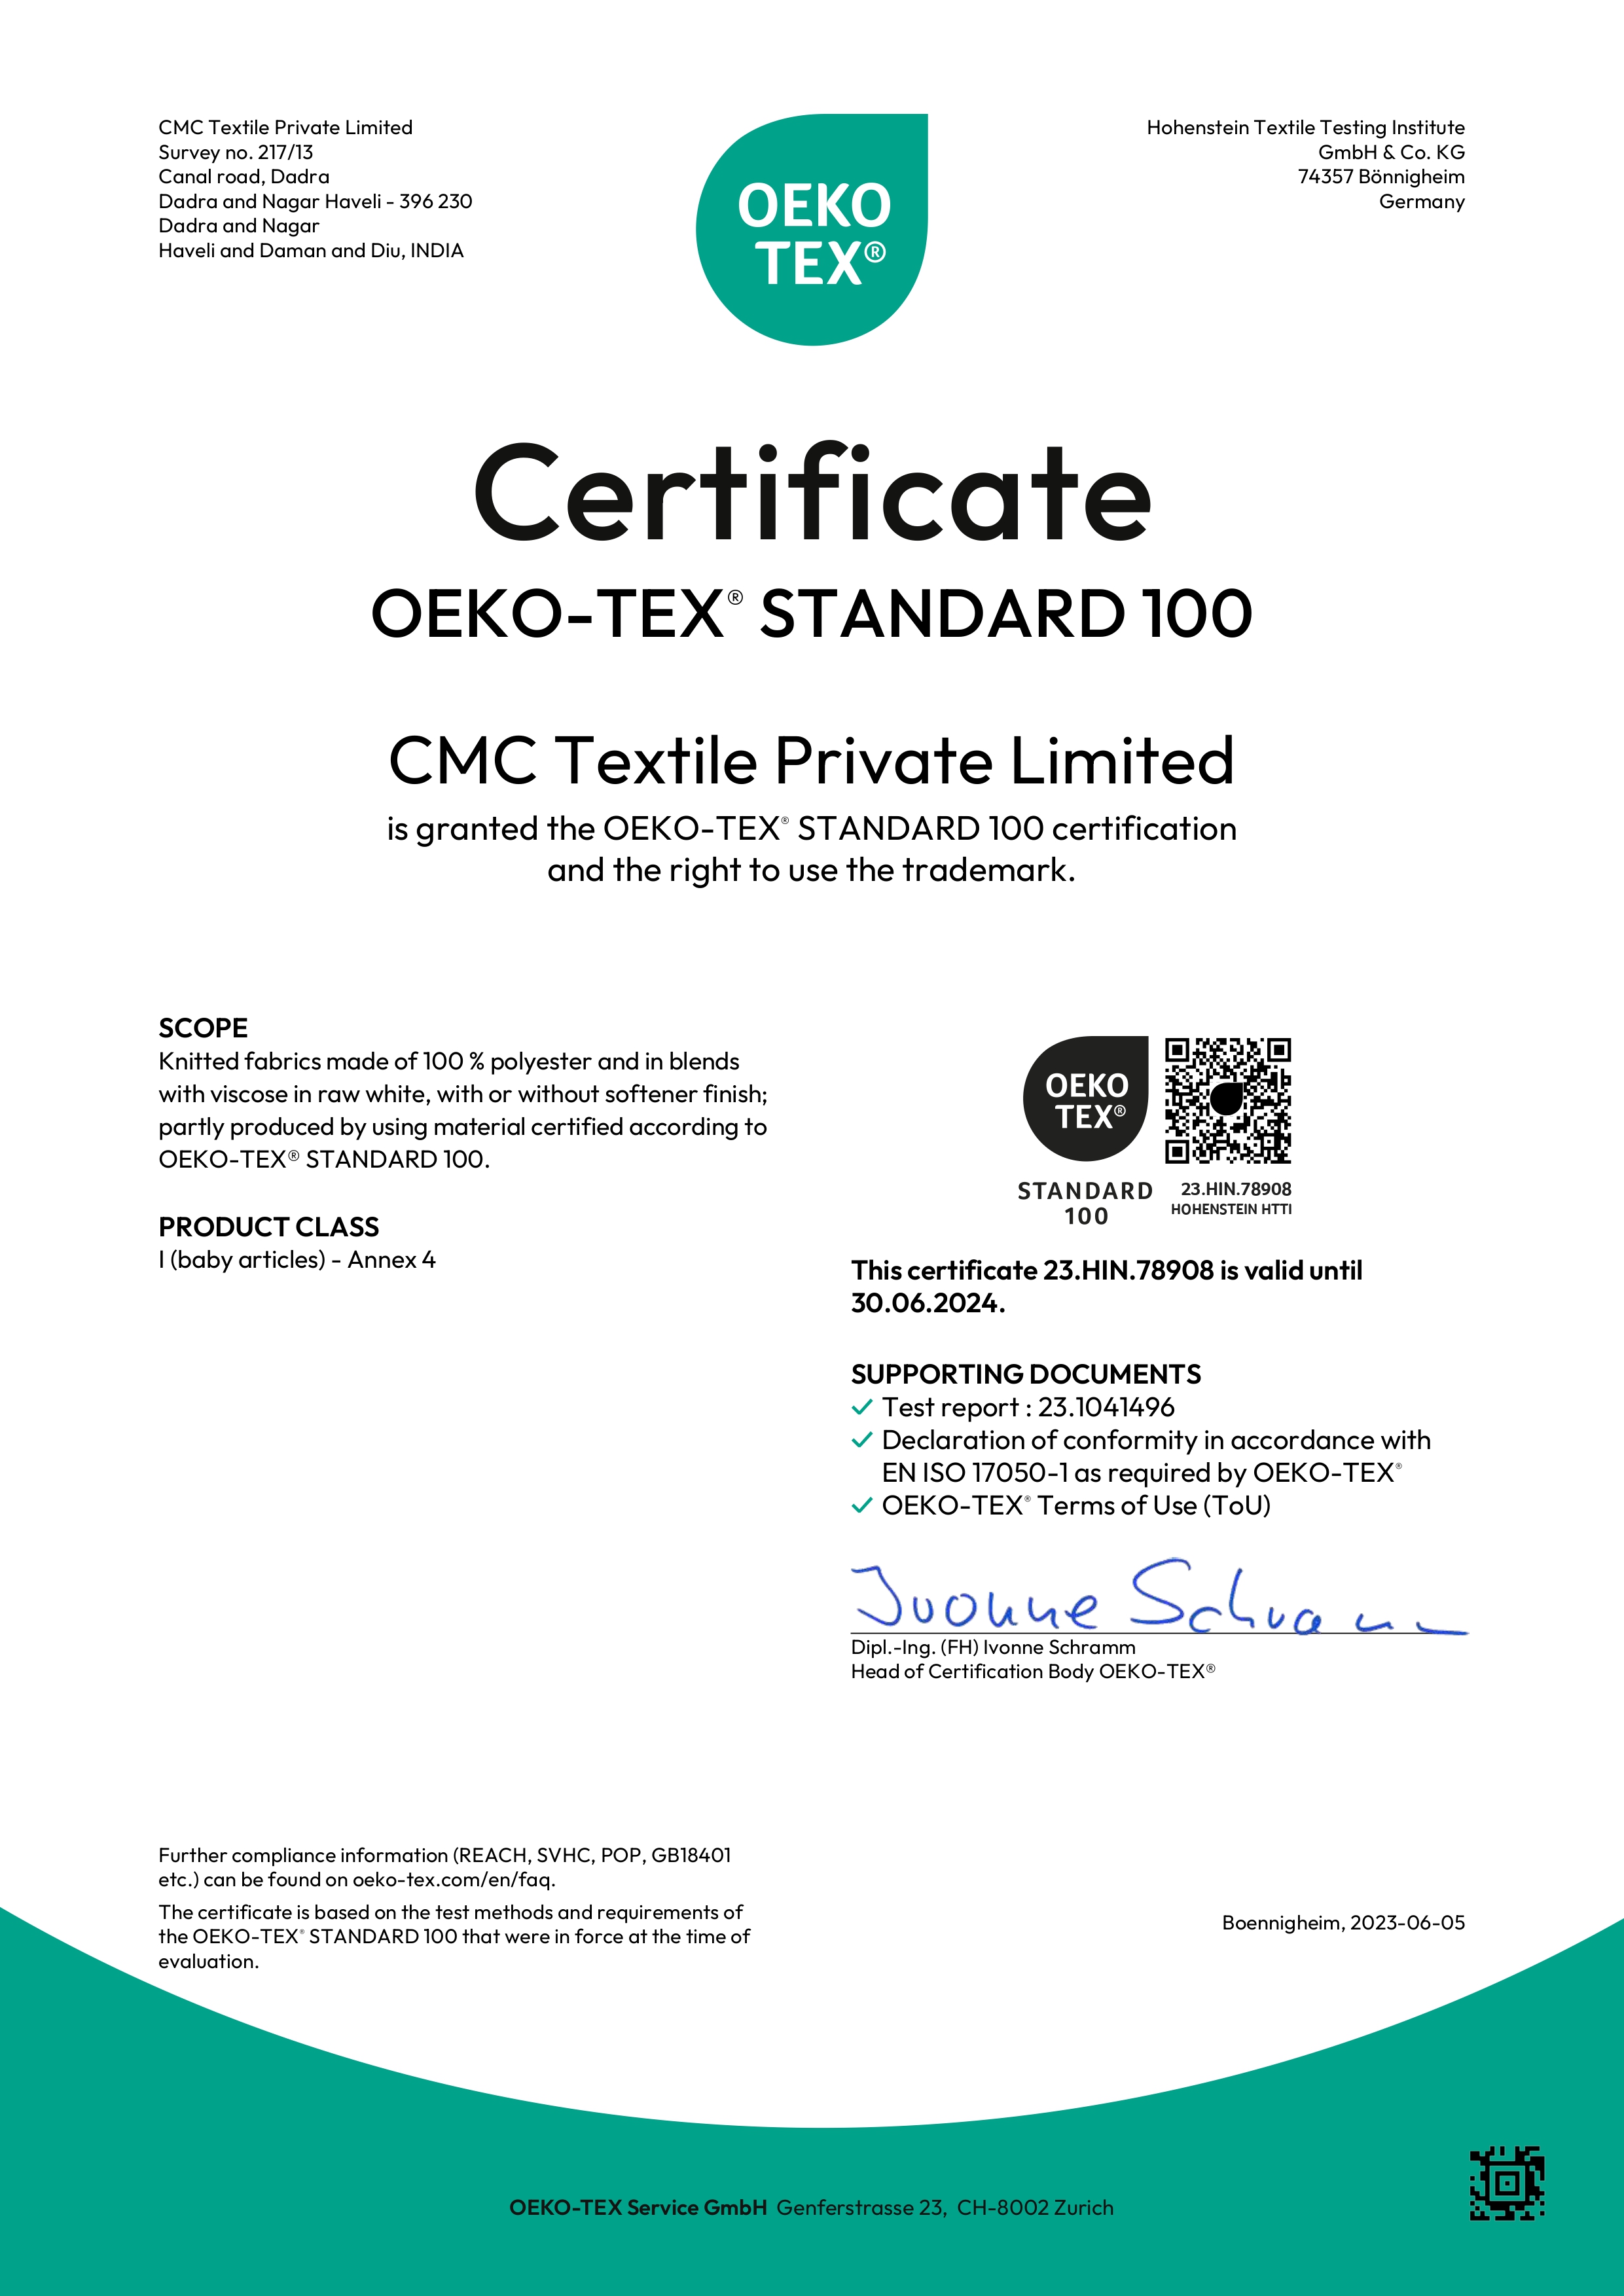 CMC Textile Private Limited
Survey no. 217/13
Canal road, Dadra
Dadra and Nagar Haveli - 396 230
Dadra and Nagar
Haveli and Daman and Diu, INDIA
OEKO
TEX®
Hohenstein Textile Testing Institute
GmbH & Co. KG
74357 Bönnigheim
Germany
Certificate
OEKO-TEX® STANDARD 100
CMC Textile Private Limited
is granted the OEKO-TEX® STANDARD 100 certification
and the right to use the trademark.
SCOPE
Knitted fabrics made of 100 % polyester and in blends
with viscose in raw white, with or without softener finish;
partly produced by using material certified according to
OEKO-TEX® STANDARD 100.
PRODUCT CLASS
I (baby articles) - Annex 4
OEKO
TEX®
STANDARD
100
23.HIN.78908
HOHENSTEIN HTTI
This certificate 23.HIN.78908 is valid until
30.06.2024.
SUPPORTING DOCUMENTS
Test report : 23.1041496
Declaration of conformity in accordance with
EN ISO 17050-1 as required by OEKO-TEX®
OEKO-TEX® Terms of Use (ToU)
Ivonne Schramm
Dipl.-Ing. (FH) Ivonne Schramm
Head of Certification Body OEKO-TEX®
Further compliance information (REACH, SVHC, POP, GB18401
etc.) can be found on oeko-tex.com/en/faq.
The certificate is based on the test methods and requirements of
the OEKO-TEX® STANDARD 100 that were in force at the time of
evaluation.
Boennigheim, 2023-06-05
OEKO-TEX Service GmbH Genferstrasse 23, CH-8002 Zurich